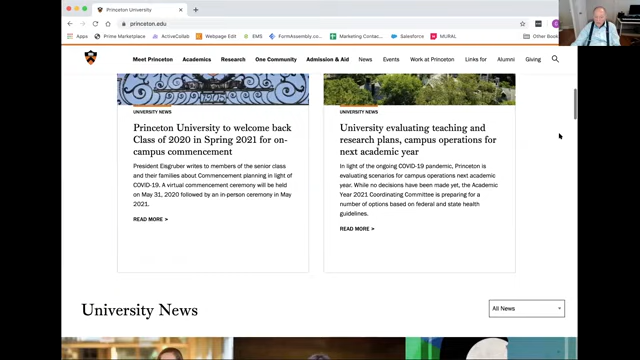 Princeton University
princeton.edu
Apps Prime Marketplace ActiveCollab Webpage Edit EMS FormAssembly.co... Marketing Contac... Salesforce MURAL Other Book
Meet Princeton Academics Research One Community Admission & Aid News Events Work at Princeton Links for Alumni Giving
UNIVERSITY NEWS
Princeton University to welcome back
Class of 2020 in Spring 2021 for on-
campus commencement
President Eisgruber writes to members of the senior class
and their families about Commencement planning in light of
COVID-19. A virtual commencement ceremony will be held
on May 31, 2020 followed by an in-person ceremony in May
2021.
READ MORE >
UNIVERSITY NEWS
University evaluating teaching and
research plans, campus operations for
next academic year
In light of the ongoing COVID-19 pandemic, Princeton is
evaluating scenarios for campus operations next academic
year. While no decisions have been made yet, the Academic
Year 2021 Coordinating Committee is preparing for a
number of options based on federal and state health
guidelines.
READ MORE >
University News
All News